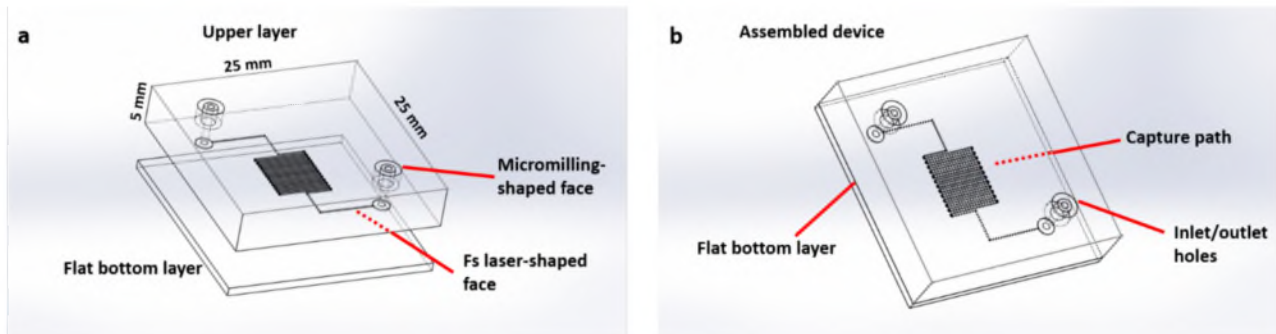 a
Upper layer
25 mm
5 mm
25 mm
Micromilling-
shaped face
Flat bottom layer
Fs laser-shaped
face
b
Assembled device
Capture path
Flat bottom layer
Inlet/outlet
holes